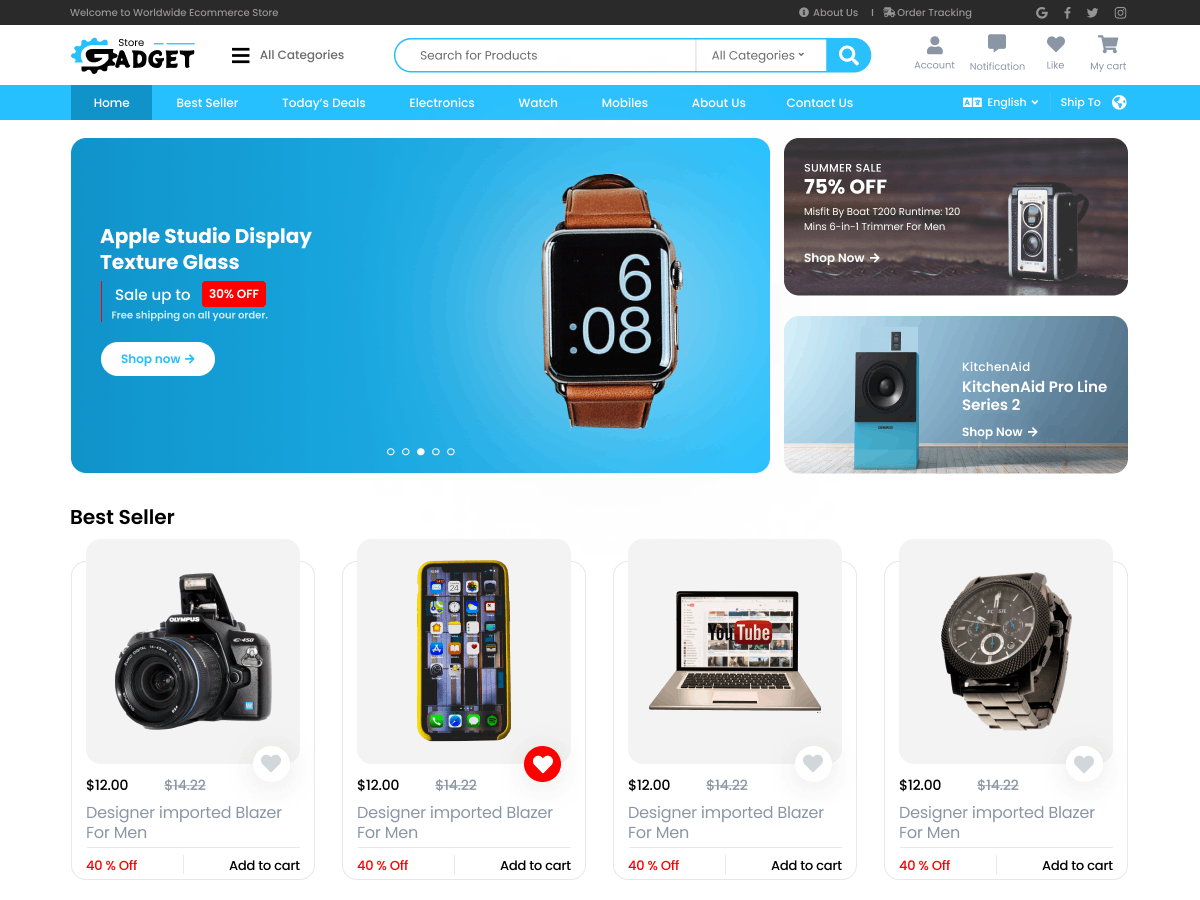 Welcome to Worldwide Ecommerce Store
About Us | Order Tracking
Store
GADGET
All Categories
Search for Products
All Categories
Account
Notification
Like
My cart
Home
Best Seller
Today's Deals
Electronics
Watch
Mobiles
About Us
Contact Us
English
Ship To
Apple Studio Display
Texture Glass
Sale up to 30% OFF
Free shipping on all your order.
Shop now →
6
:08
SUMMER SALE
75% OFF
Misfit By Boat T200 Runtime: 120
Mins 6-in-1 Trimmer For Men
Shop Now →
KitchenAid
KitchenAid Pro Line
Series 2
Shop Now →
Best Seller
OLYMPUS
E-450
$12.00 $14.22
Designer imported Blazer
For Men
40 % Off
Add to cart
24
$12.00 $14.22
Designer imported Blazer
For Men
40 % Off
Add to cart
YouTube
$12.00 $14.22
Designer imported Blazer
For Men
40 % Off
Add to cart
FOSSIL
$12.00 $14.22
Designer imported Blazer
For Men
40 % Off
Add to cart